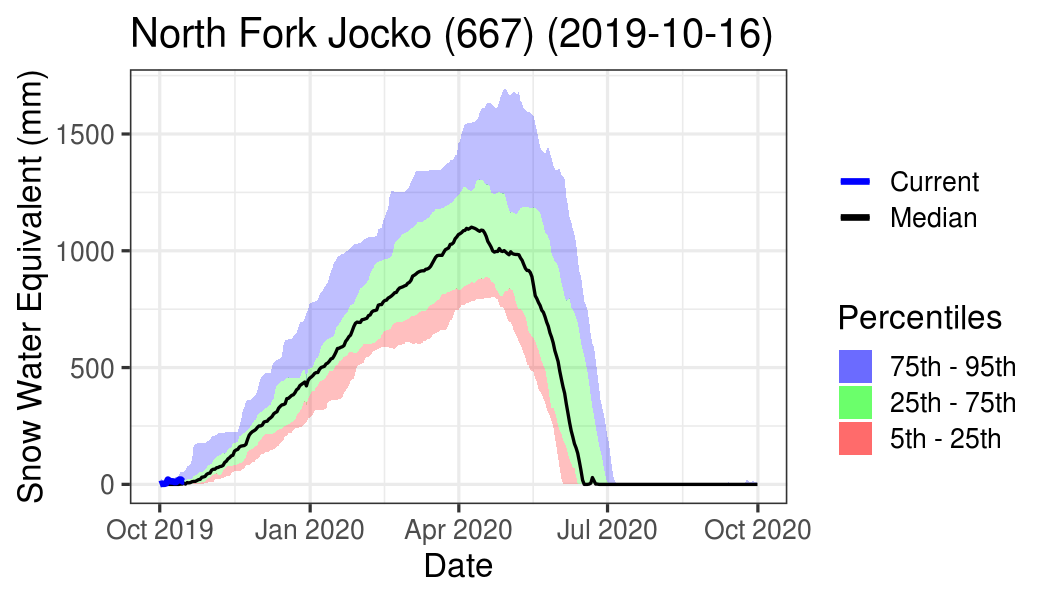 North Fork Jocko (667) (2019-10-16)
Snow Water Equivalent (mm)
1500
1000
500
0
Oct 2019
Jan 2020
Apr 2020
Jul 2020
Oct 2020
Date
Current
Median
Percentiles
75th - 95th
25th - 75th
5th - 25th